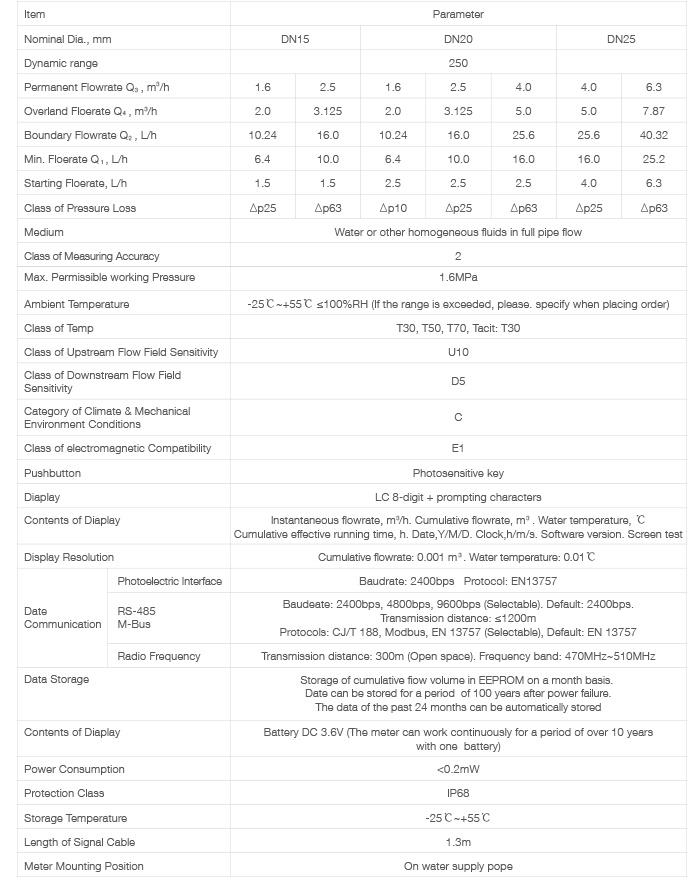 Item Parameter
Nominal Dia., mm DN15 DN20 DN25
Dynamic range 250
Permanent Flowrate Q₃ , m³/h 1.6 2.5 1.6 2.5 4.0 4.0 6.3
Overland Floerate Q₄ , m³/h 2.0 3.125 2.0 3.125 5.0 5.0 7.87
Boundary Flowrate Q₂ , L/h 10.24 16.0 10.24 16.0 25.6 25.6 40.32
Min. Floerate Q₁ , L/h 6.4 10.0 6.4 10.0 16.0 16.0 25.2
Starting Floerate, L/h 1.5 1.5 2.5 2.5 2.5 4.0 6.3
Class of Pressure Loss △p25 △p63 △p10 △p25 △p63 △p25 △p63
Medium Water or other homogeneous fluids in full pipe flow
Class of Measuring Accuracy 2
Max. Permissible working Pressure 1.6MPa
Ambient Temperature -25℃~+55℃ ≤100%RH (If the range is exceeded, please. specify when placing order)
Class of Temp T30, T50, T70, Tacit: T30
Class of Upstream Flow Field Sensitivity U10
Class of Downstream Flow Field
Sensitivity D5
Category of Climate & Mechanical
Environment Conditions C
Class of electromagnetic Compatibility E1
Pushbutton Photosensitive key
Diaplay LC 8-digit + prompting characters
Contents of Display Instantaneous flowrate, m³/h. Cumulative flowrate, m³ . Water temperature, ℃
Cumulative effective running time, h. Date,Y/M/D. Clock,h/m/s. Software version. Screen test
Display Resolution Cumulative flowrate: 0.001 m³ . Water temperature: 0.01℃
Date
Communication
Photoelectric Interface Baudrate: 2400bps Protocol: EN13757
RS-485
M-Bus
Baudeate: 2400bps, 4800bps, 9600bps (Selectable). Default: 2400bps.
Transmission distance: ≤1200m
Protocols: CJ/T 188, Modbus, EN 13757 (Selectable), Default: EN 13757
Radio Frequency Transmission distance: 300m (Open space). Frequency band: 470MHz~510MHz
Data Storage Storage of cumulative flow volume in EEPROM on a month basis.
Date can be stored for a period of 100 years after power failure.
The data of the past 24 months can be automatically stored
Contents of Display Battery DC 3.6V (The meter can work continuously for a period of over 10 years
with one battery)
Power Consumption <0.2mW
Protection Class IP68
Storage Temperature -25℃~+55℃
Length of Signal Cable 1.3m
Meter Mounting Position On water supply pope